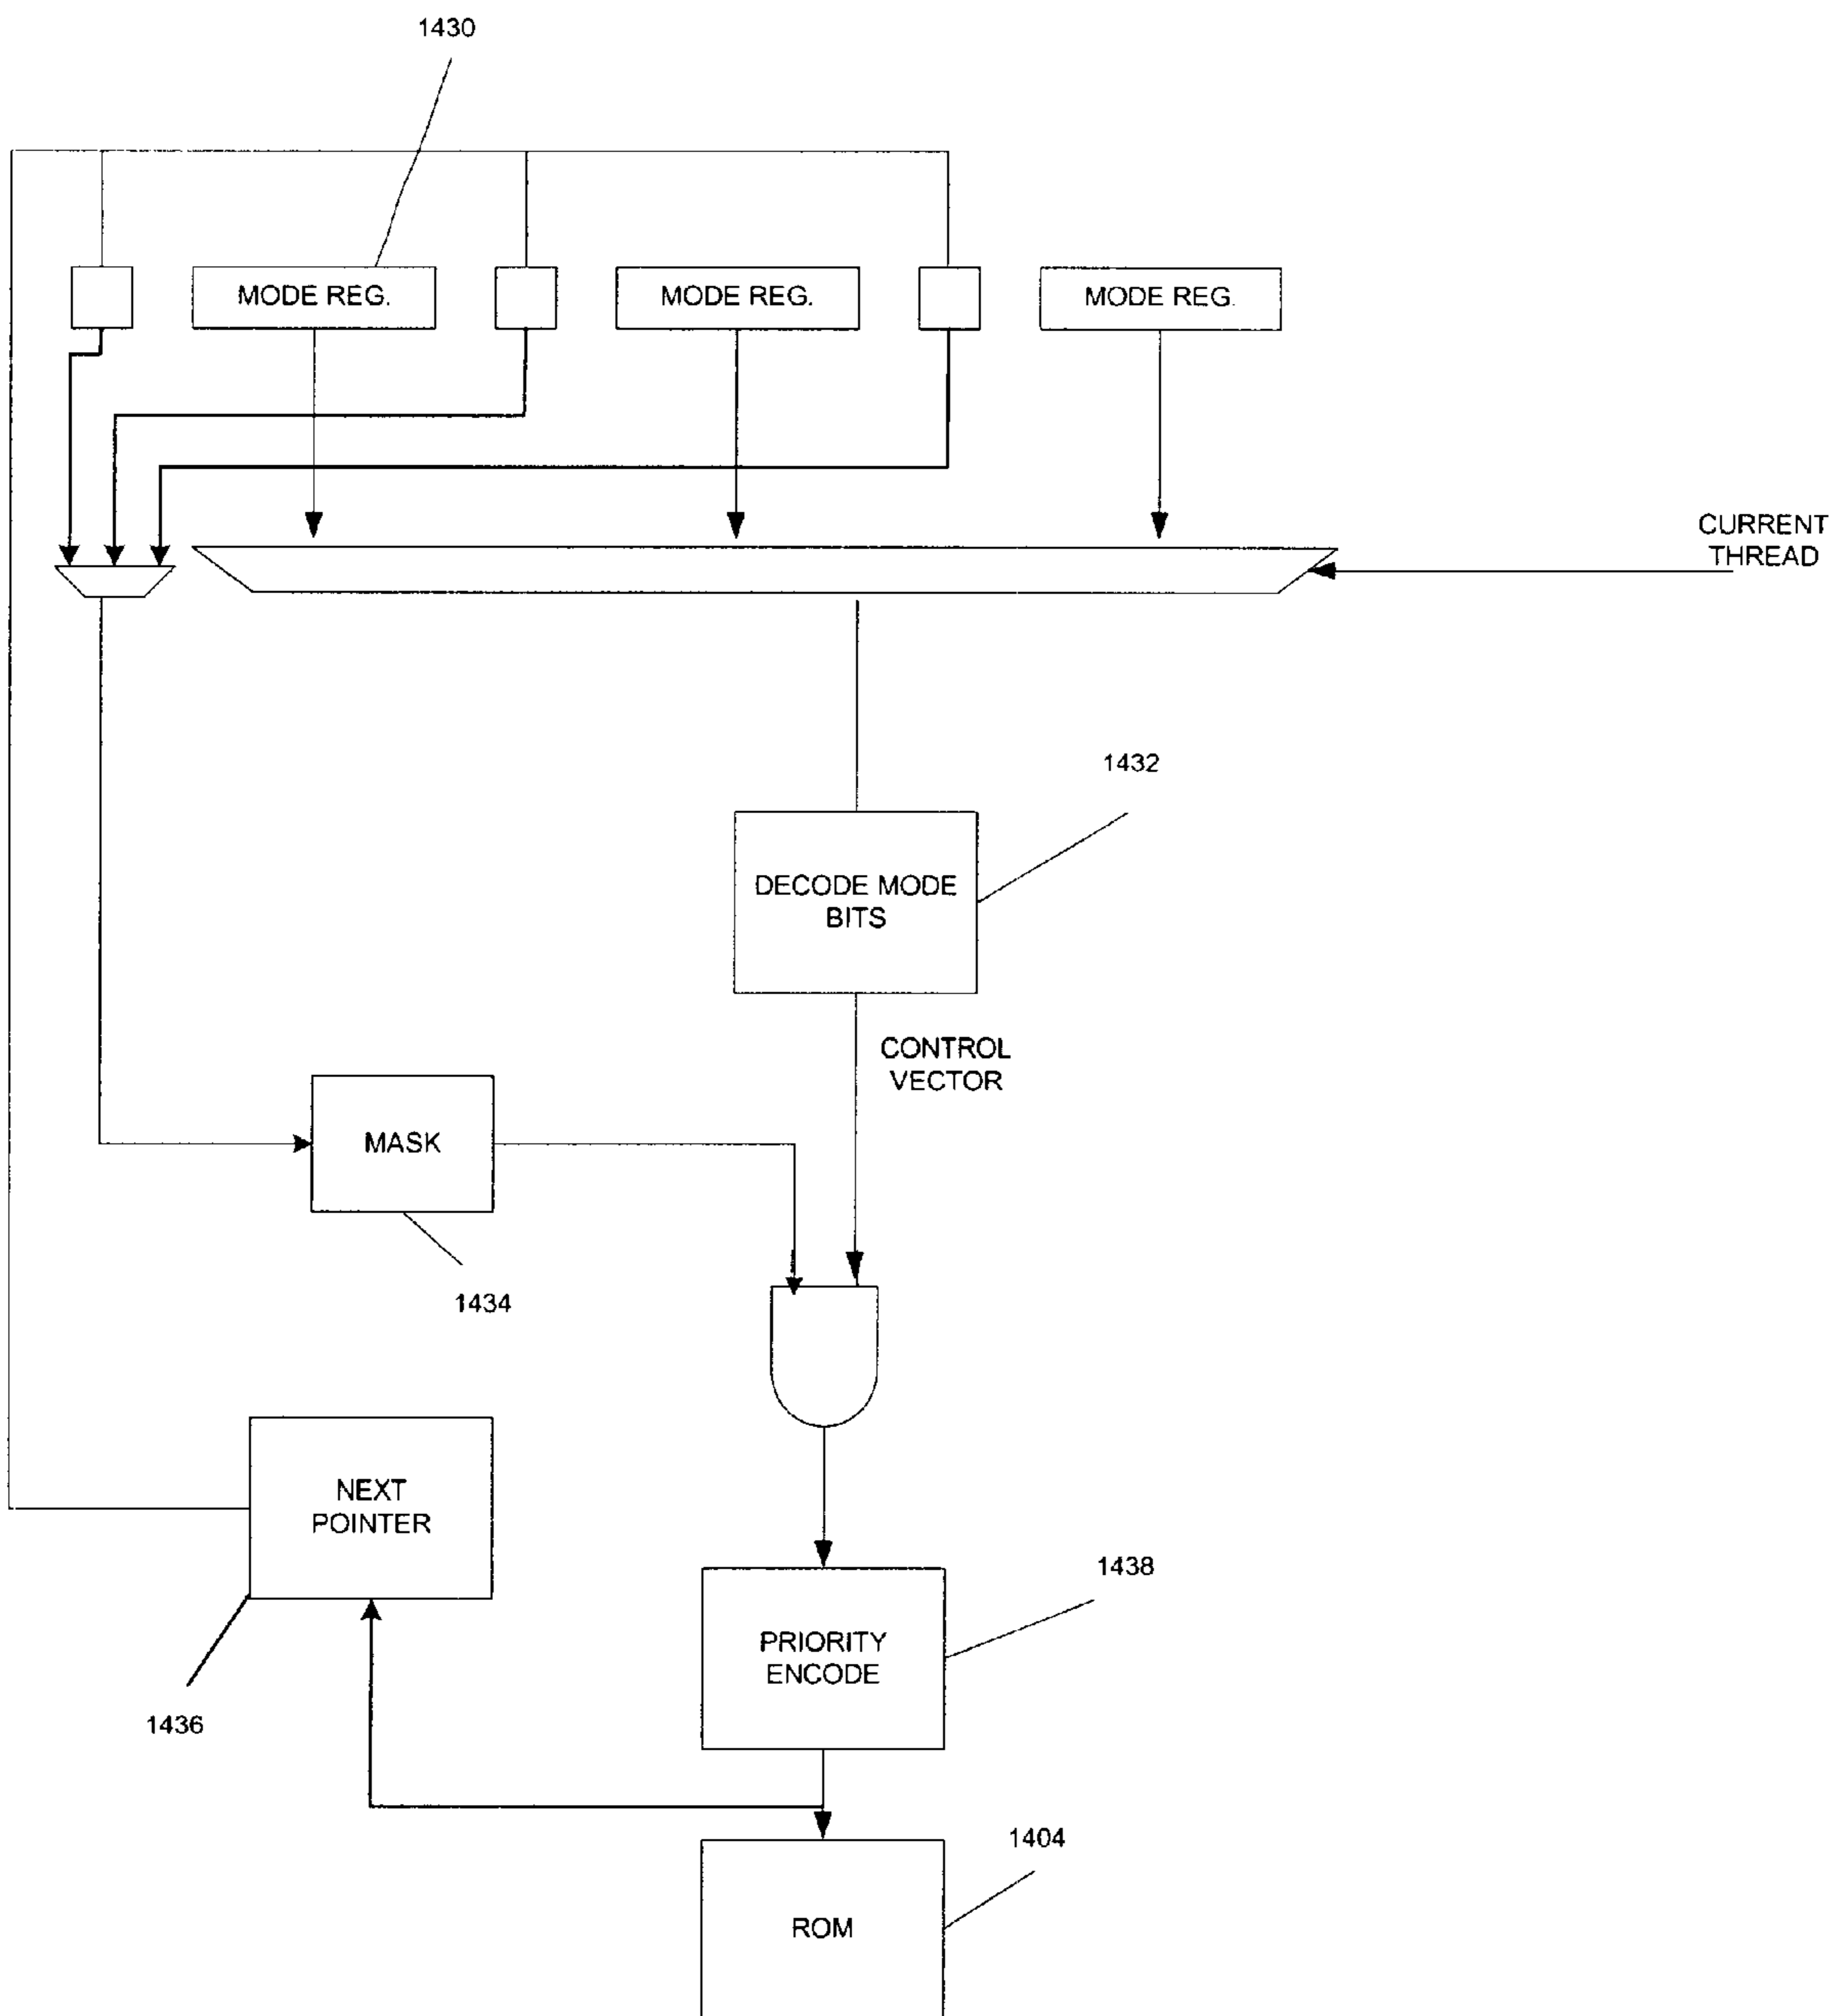 1430
MODE REG.
MODE REG.
MODE REG.
CURRENT
THREAD
1432
DECODE MODE
BITS
CONTROL
VECTOR
MASK
1434
NEXT
POINTER
1438
PRIORITY
ENCODE
1436
1404
ROM